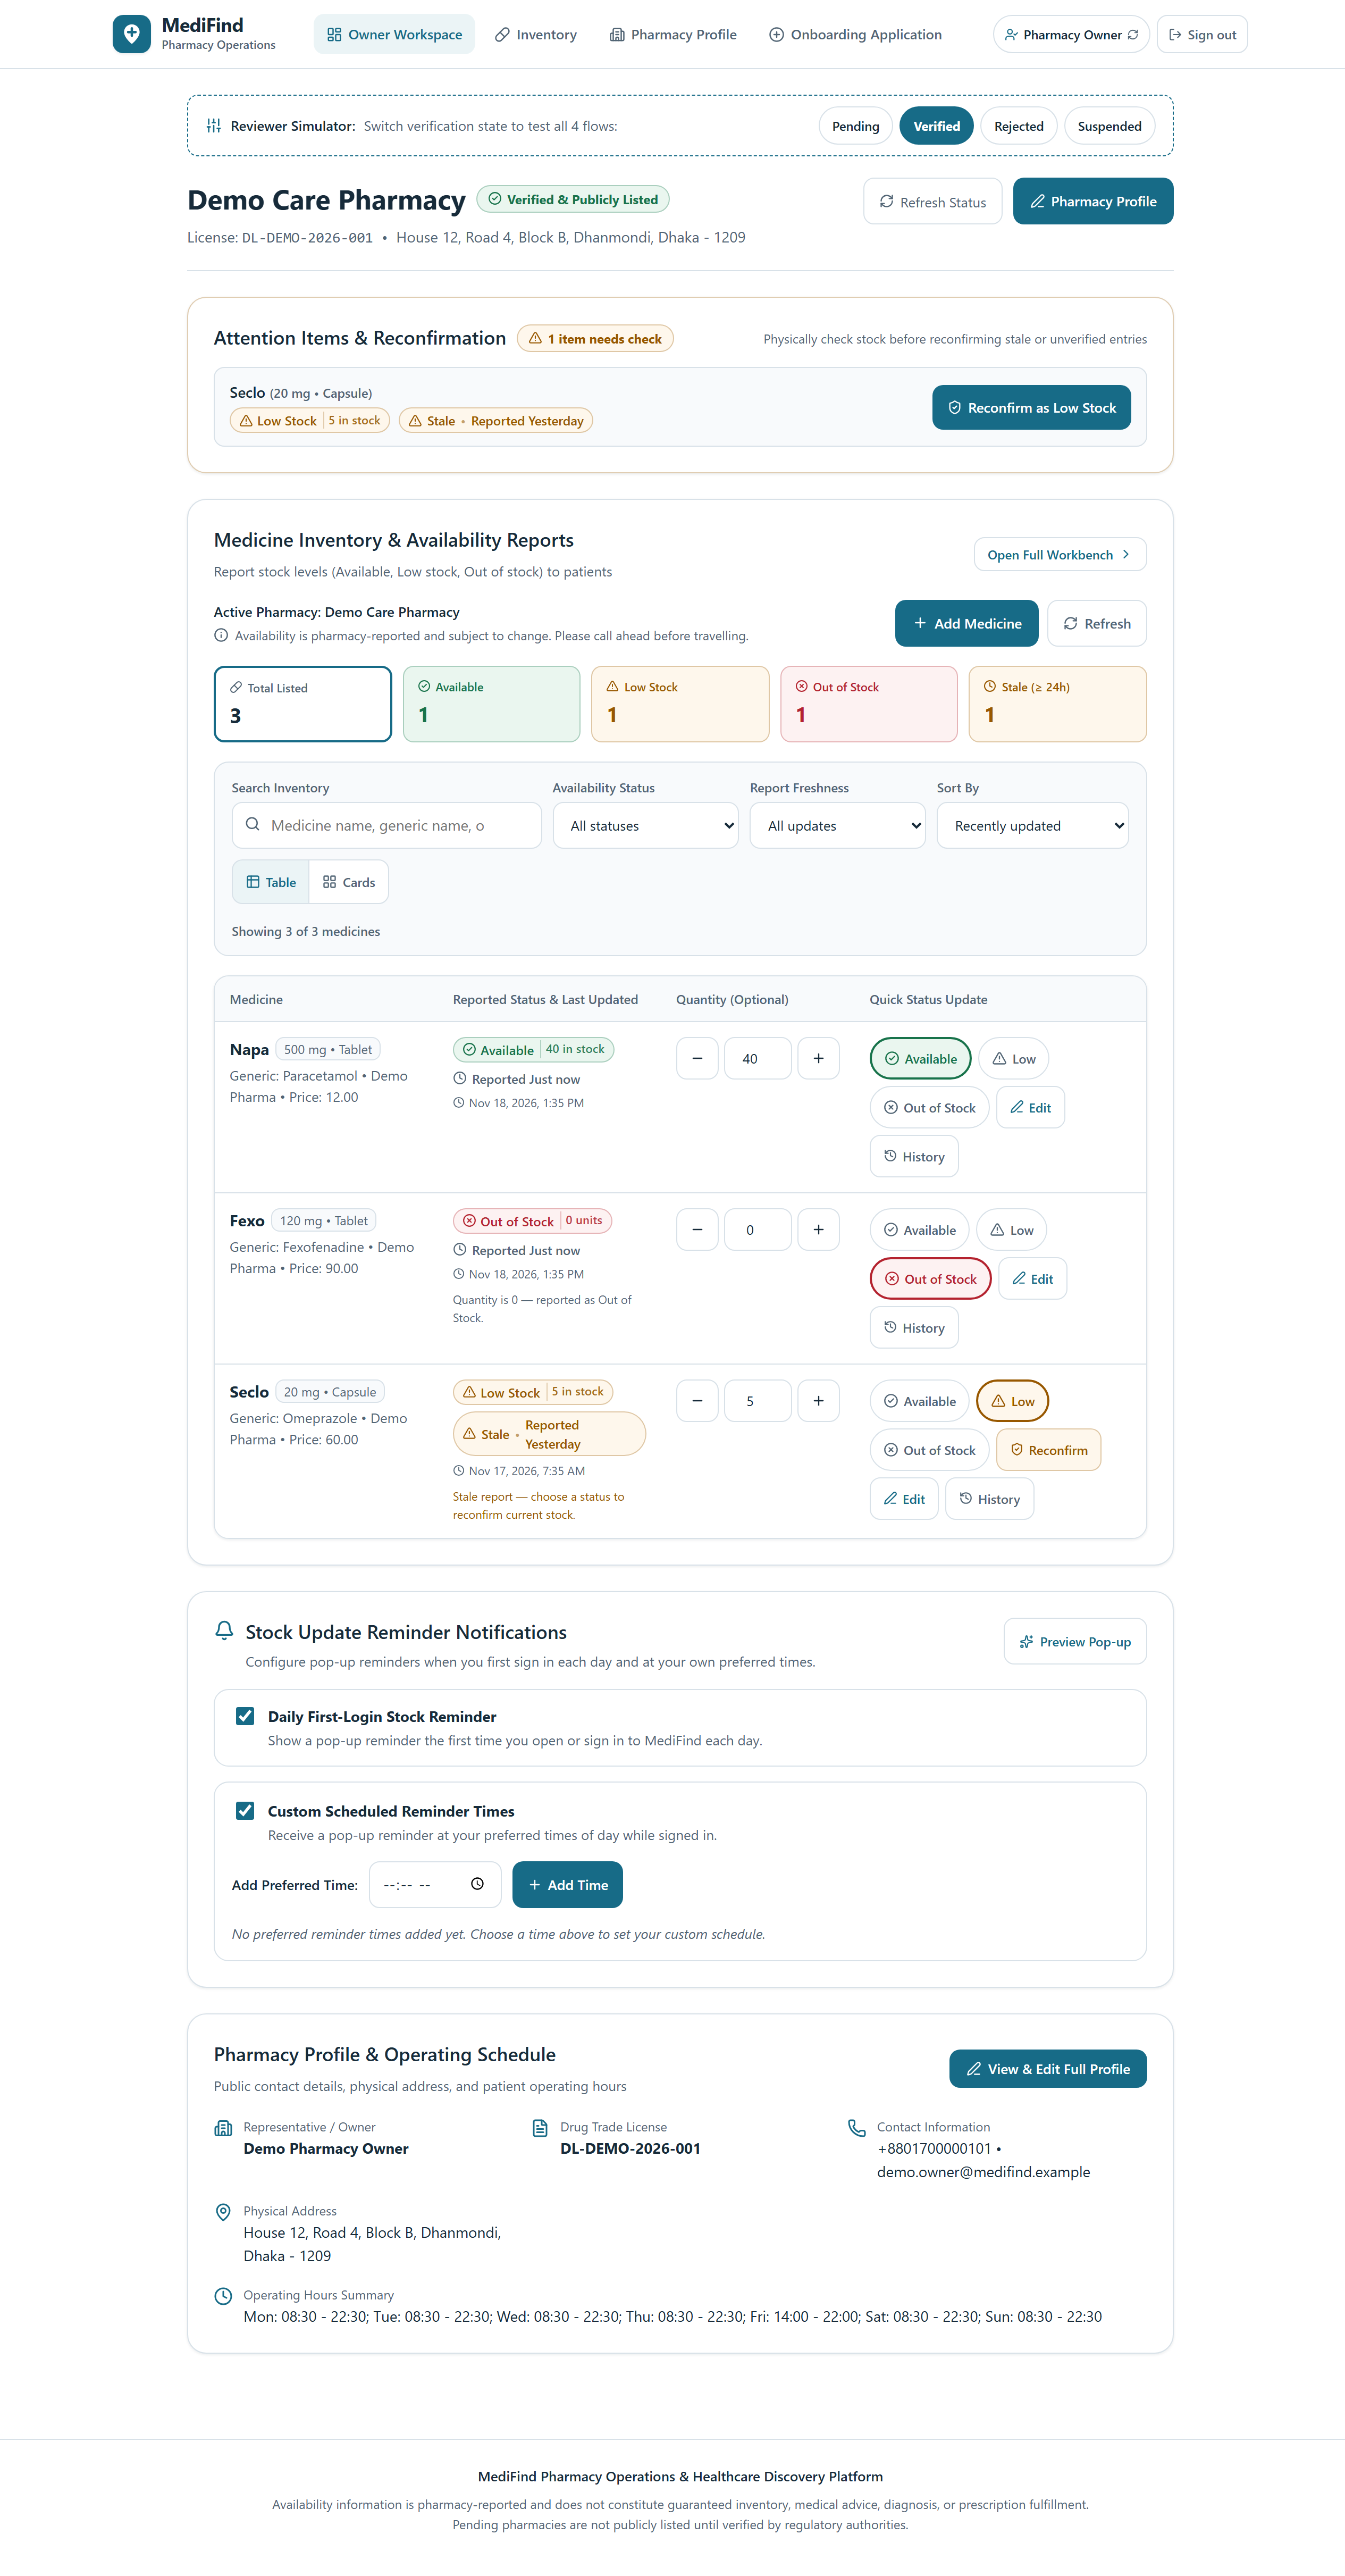 MediFind
Pharmacy Operations
Owner Workspace
Inventory
Pharmacy Profile
Onboarding Application
Pharmacy Owner
Sign out
Reviewer Simulator: Switch verification state to test all 4 flows:
Pending
Verified
Rejected
Suspended
Demo Care Pharmacy
Verified & Publicly Listed
Refresh Status
Pharmacy Profile
License: DL-DEMO-2026-001 • House 12, Road 4, Block B, Dhanmondi, Dhaka - 1209
Attention Items & Reconfirmation
1 item needs check
Physically check stock before reconfirming stale or unverified entries
Seclo (20 mg • Capsule)
Low Stock 5 in stock
Stale • Reported Yesterday
Reconfirm as Low Stock
Medicine Inventory & Availability Reports
Report stock levels (Available, Low stock, Out of stock) to patients
Open Full Workbench
Active Pharmacy: Demo Care Pharmacy
Availability is pharmacy-reported and subject to change. Please call ahead before travelling.
Add Medicine
Refresh
Total Listed
3
Available
1
Low Stock
1
Out of Stock
1
Stale (≥ 24h)
1
Search Inventory
Medicine name, generic name, o
Availability Status
All statuses
Report Freshness
All updates
Sort By
Recently updated
Table
Cards
Showing 3 of 3 medicines
Medicine
Reported Status & Last Updated
Quantity (Optional)
Quick Status Update
Napa 500 mg • Tablet
Generic: Paracetamol • Demo
Pharma • Price: 12.00
Available 40 in stock
Reported Just now
Nov 18, 2026, 1:35 PM
− 40 +
Available
Low
Out of Stock
Edit
History
Fexo 120 mg • Tablet
Generic: Fexofenadine • Demo
Pharma • Price: 90.00
Out of Stock 0 units
Reported Just now
Nov 18, 2026, 1:35 PM
Quantity is 0 — reported as Out of
Stock.
− 0 +
Available
Low
Out of Stock
Edit
History
Seclo 20 mg • Capsule
Generic: Omeprazole • Demo
Pharma • Price: 60.00
Low Stock 5 in stock
Stale • Reported
Yesterday
Nov 17, 2026, 7:35 AM
Stale report — choose a status to
reconfirm current stock.
− 5 +
Available
Low
Out of Stock
Reconfirm
Edit
History
Stock Update Reminder Notifications
Configure pop-up reminders when you first sign in each day and at your own preferred times.
Preview Pop-up
Daily First-Login Stock Reminder
Show a pop-up reminder the first time you open or sign in to MediFind each day.
Custom Scheduled Reminder Times
Receive a pop-up reminder at your preferred times of day while signed in.
Add Preferred Time: --:-- --
Add Time
No preferred reminder times added yet. Choose a time above to set your custom schedule.
Pharmacy Profile & Operating Schedule
Public contact details, physical address, and patient operating hours
View & Edit Full Profile
Representative / Owner
Demo Pharmacy Owner
Drug Trade License
DL-DEMO-2026-001
Contact Information
+8801700000101 •
demo.owner@medifind.example
Physical Address
House 12, Road 4, Block B, Dhanmondi,
Dhaka - 1209
Operating Hours Summary
Mon: 08:30 - 22:30; Tue: 08:30 - 22:30; Wed: 08:30 - 22:30; Thu: 08:30 - 22:30; Fri: 14:00 - 22:00; Sat: 08:30 - 22:30; Sun: 08:30 - 22:30
MediFind Pharmacy Operations & Healthcare Discovery Platform
Availability information is pharmacy-reported and does not constitute guaranteed inventory, medical advice, diagnosis, or prescription fulfillment.
Pending pharmacies are not publicly listed until verified by regulatory authorities.